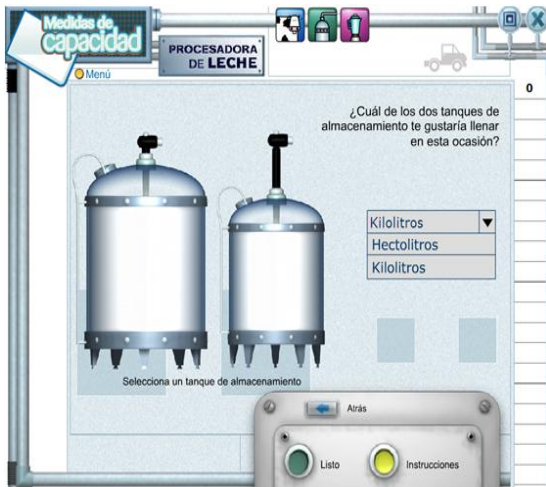 Medidas de
capacidad
PROCESADORA
DE LECHE
Menú
0
¿Cuál de los dos tanques de
almacenamiento te gustaría llenar
en esta ocasión?
Kilolitros
Hectolitros
Kilolitros
Selecciona un tanque de almacenamiento
Atrás
Listo
Instrucciones